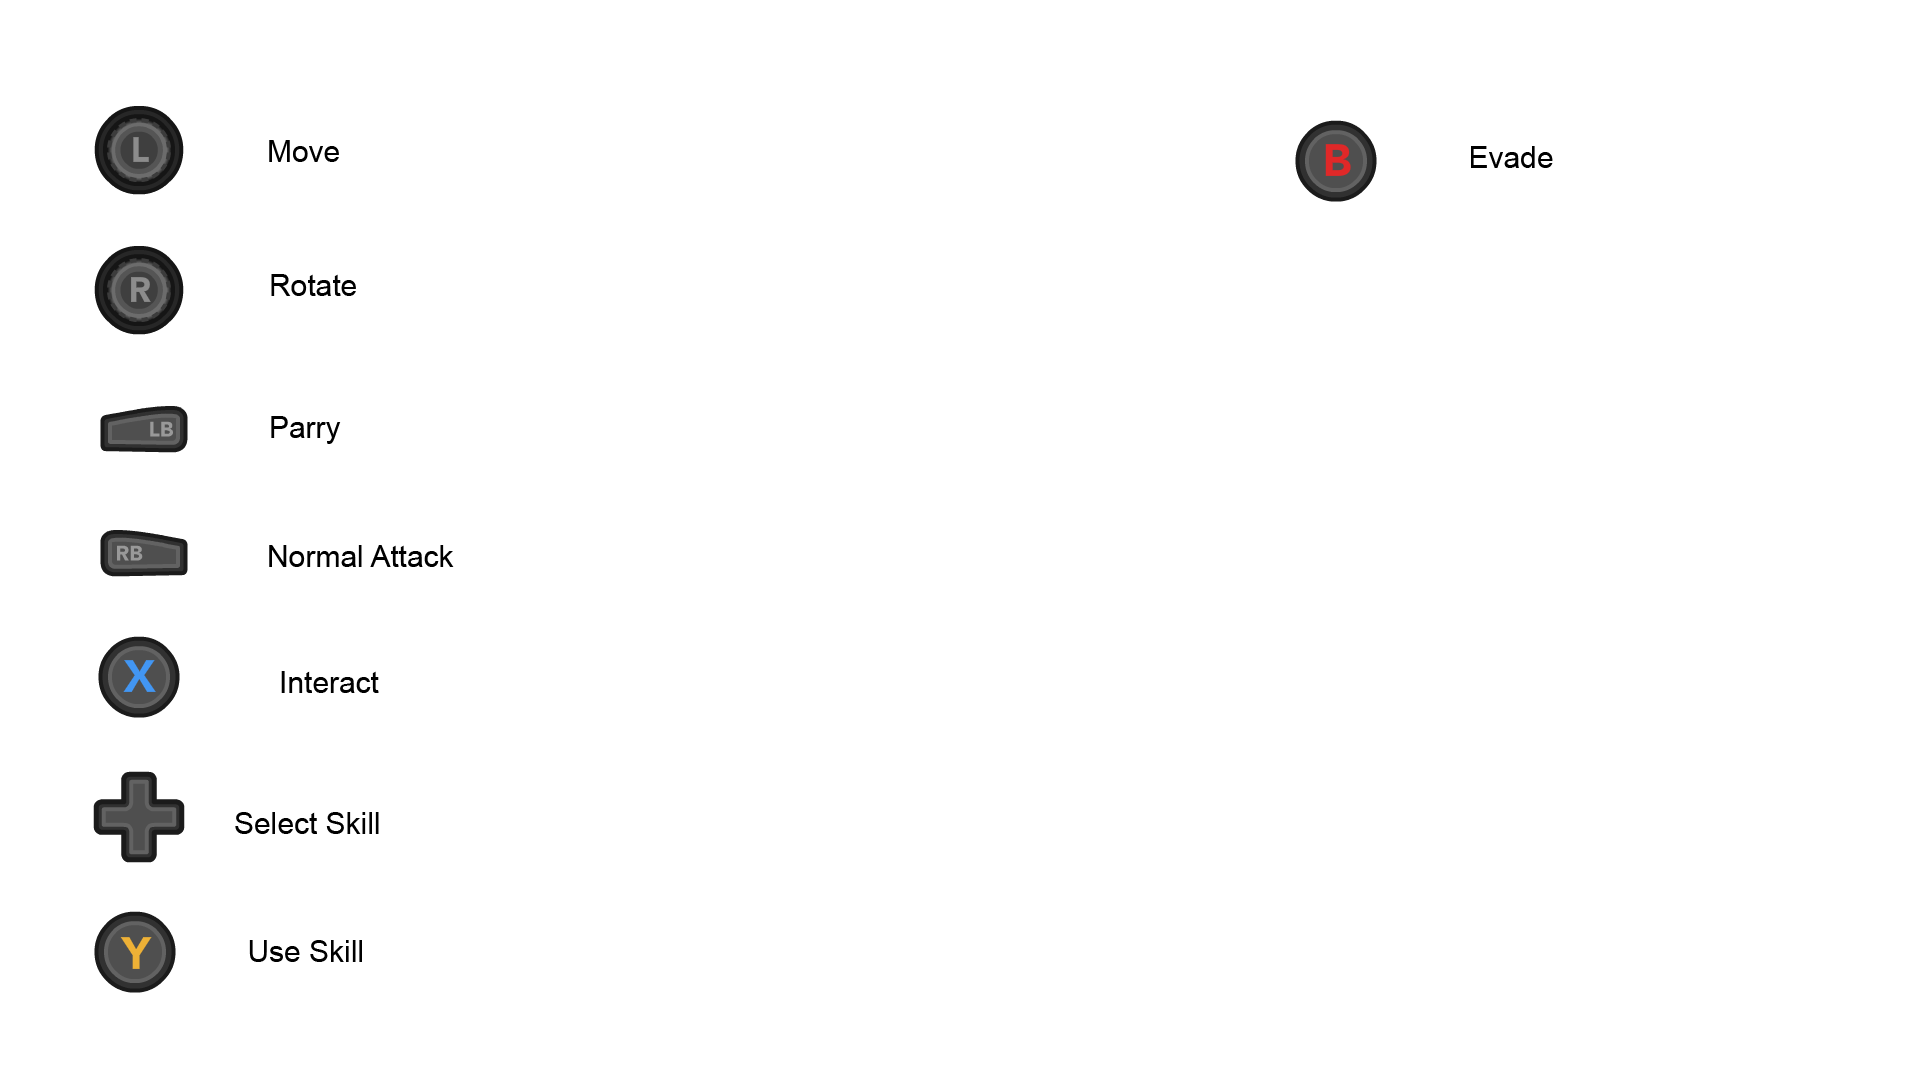 L Move
R Rotate
LB Parry
RB Normal Attack
X Interact
Select Skill
Y Use Skill
B Evade